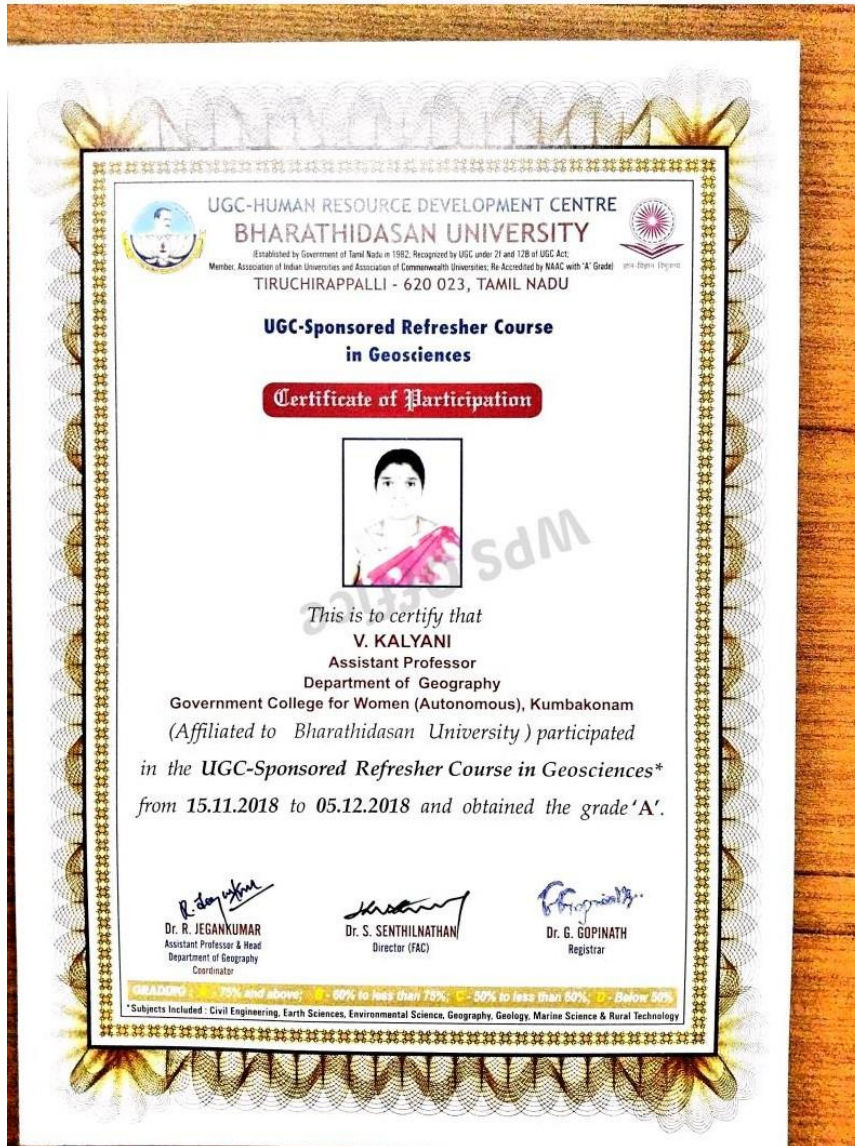 UGC-HUMAN RESOURCE DEVELOPMENT CENTRE
BHARATHIDASAN UNIVERSITY
(Established by Government of Tamil Nadu in 1982; Recognized by UGC under 2f and 12B of UGC Act;
Member, Association of Indian Universities and Association of Commonwealth Universities; Re-Accredited by NAAC with 'A' Grade)
TIRUCHIRAPPALLI - 620 023, TAMIL NADU
ज्ञान-विज्ञान विमुक्तये
UGC-Sponsored Refresher Course
in Geosciences
Certificate of Participation
WPS Office
This is to certify that
V. KALYANI
Assistant Professor
Department of Geography
Government College for Women (Autonomous), Kumbakonam
(Affiliated to Bharathidasan University ) participated
in the UGC-Sponsored Refresher Course in Geosciences*
from 15.11.2018 to 05.12.2018 and obtained the grade 'A'.
Dr. R. JEGANKUMAR
Assistant Professor & Head
Department of Geography
Coordinator
Dr. S. SENTHILNATHAN
Director (FAC)
Dr. G. GOPINATH
Registrar
GRADING : A - 75% and above; B - 60% to less than 75%; C - 50% to less than 60%; D - Below 50%
*Subjects Included : Civil Engineering, Earth Sciences, Environmental Science, Geography, Geology, Marine Science & Rural Technology